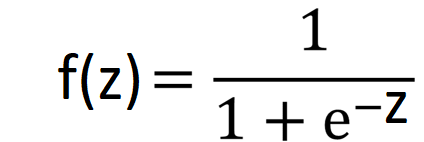 f(z) = 1 / (1 + e^{-z})